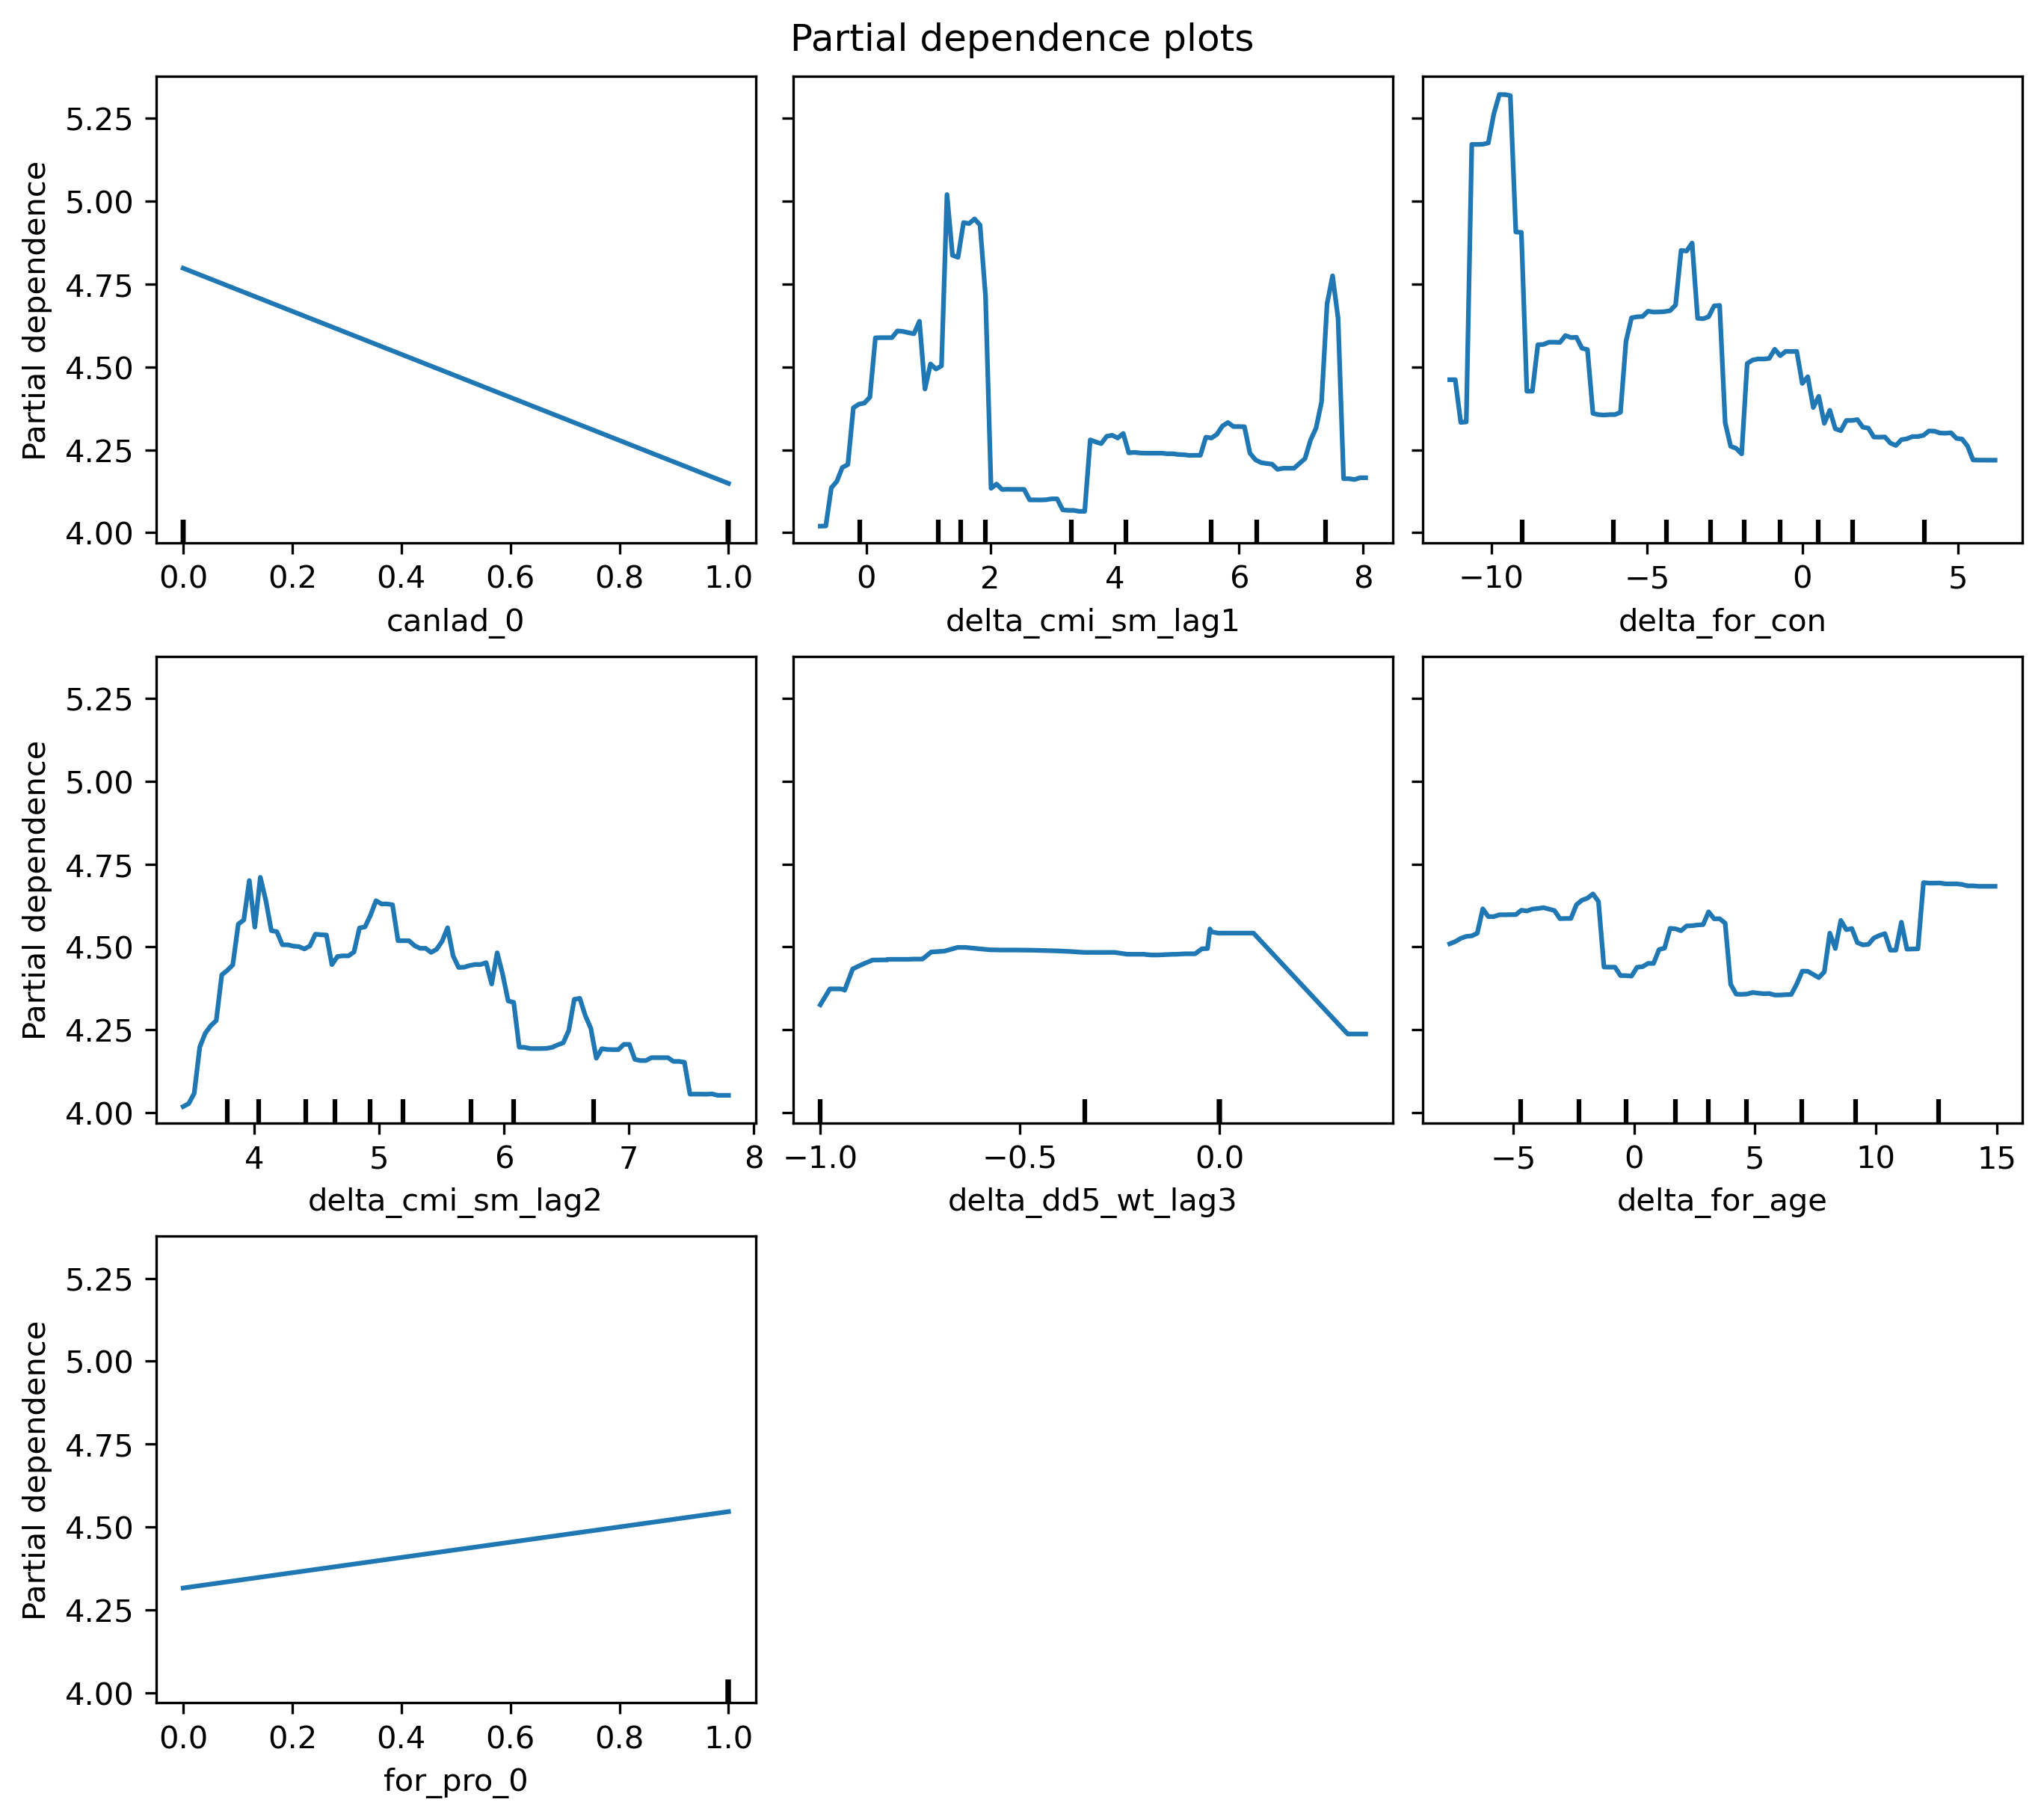 Partial dependence plots
Partial dependence
5.25
5.00
4.75
4.50
4.25
4.00
0.0 0.2 0.4 0.6 0.8 1.0
canlad_0
0 2 4 6 8
delta_cmi_sm_lag1
−10 −5 0 5
delta_for_con
Partial dependence
5.25
5.00
4.75
4.50
4.25
4.00
4 5 6 7 8
delta_cmi_sm_lag2
−1.0 −0.5 0.0
delta_dd5_wt_lag3
−5 0 5 10 15
delta_for_age
Partial dependence
5.25
5.00
4.75
4.50
4.25
4.00
0.0 0.2 0.4 0.6 0.8 1.0
for_pro_0